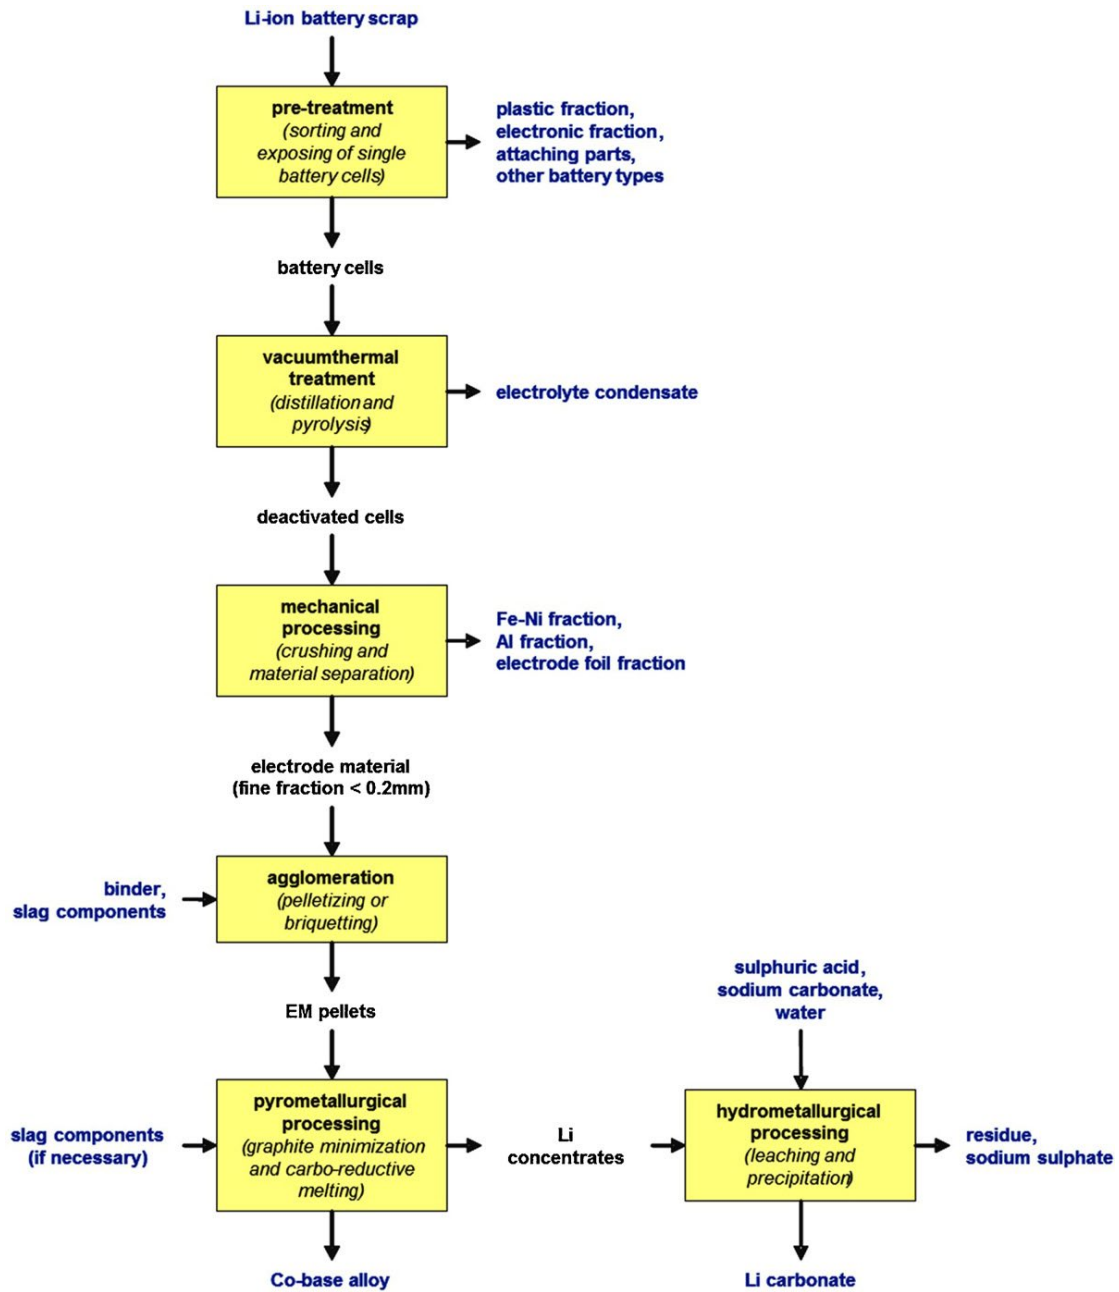 Li-ion battery scrap
pre-treatment
(sorting and
exposing of single
battery cells)
plastic fraction,
electronic fraction,
attaching parts,
other battery types
battery cells
vacuumthermal
treatment
(distillation and
pyrolysis)
electrolyte condensate
deactivated cells
mechanical
processing
(crushing and
material separation)
Fe-Ni fraction,
Al fraction,
electrode foil fraction
electrode material
(fine fraction < 0.2mm)
binder,
slag components
agglomeration
(pelletizing or
briquetting)
EM pellets
sulphuric acid,
sodium carbonate,
water
slag components
(if necessary)
pyrometallurgical
processing
(graphite minimization
and carbo-reductive
melting)
Li
concentrates
hydrometallurgical
processing
(leaching and
precipitation)
residue,
sodium sulphate
Co-base alloy
Li carbonate